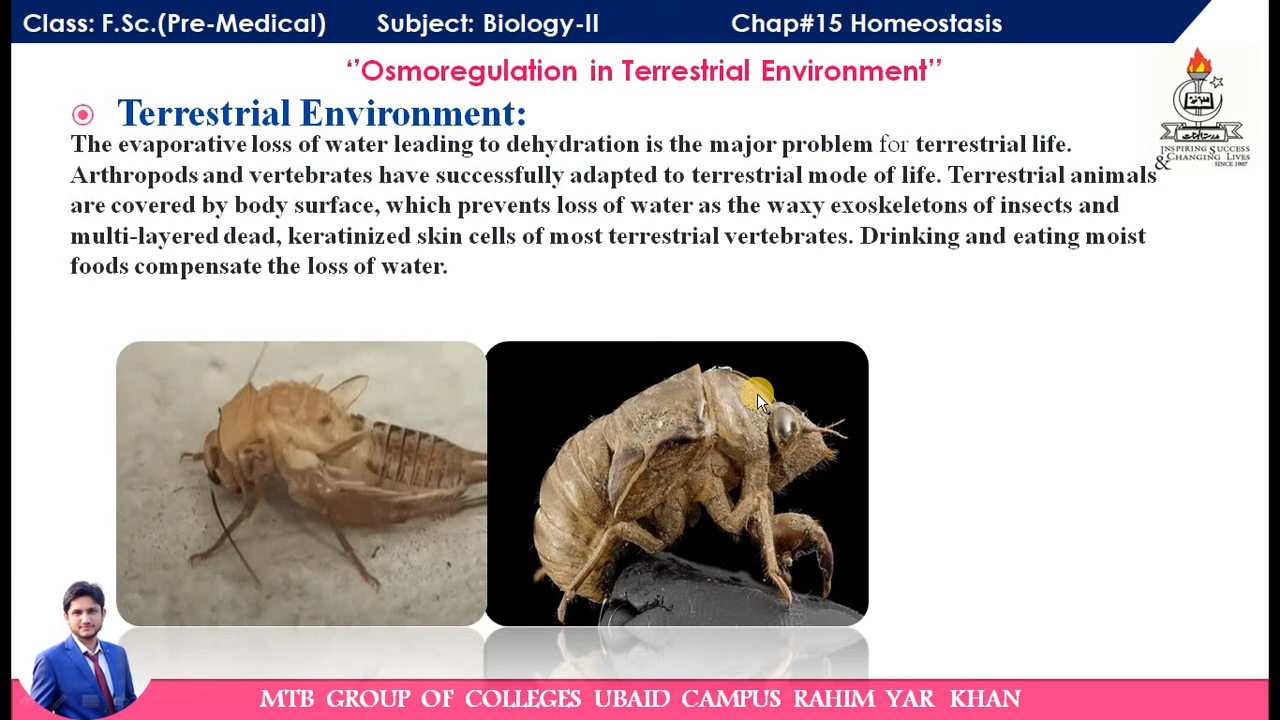 Class: F.Sc.(Pre-Medical) Subject: Biology-II Chap#15 Homeostasis
‘’Osmoregulation in Terrestrial Environment’’
Terrestrial Environment:
The evaporative loss of water leading to dehydration is the major problem for terrestrial life.
Arthropods and vertebrates have successfully adapted to terrestrial mode of life. Terrestrial animals
are covered by body surface, which prevents loss of water as the waxy exoskeletons of insects and
multi-layered dead, keratinized skin cells of most terrestrial vertebrates. Drinking and eating moist
foods compensate the loss of water.
INSPIRING SUCCESS
& CHANGING LIVES
SINCE 1907
MTB GROUP OF COLLEGES UBAID CAMPUS RAHIM YAR KHAN